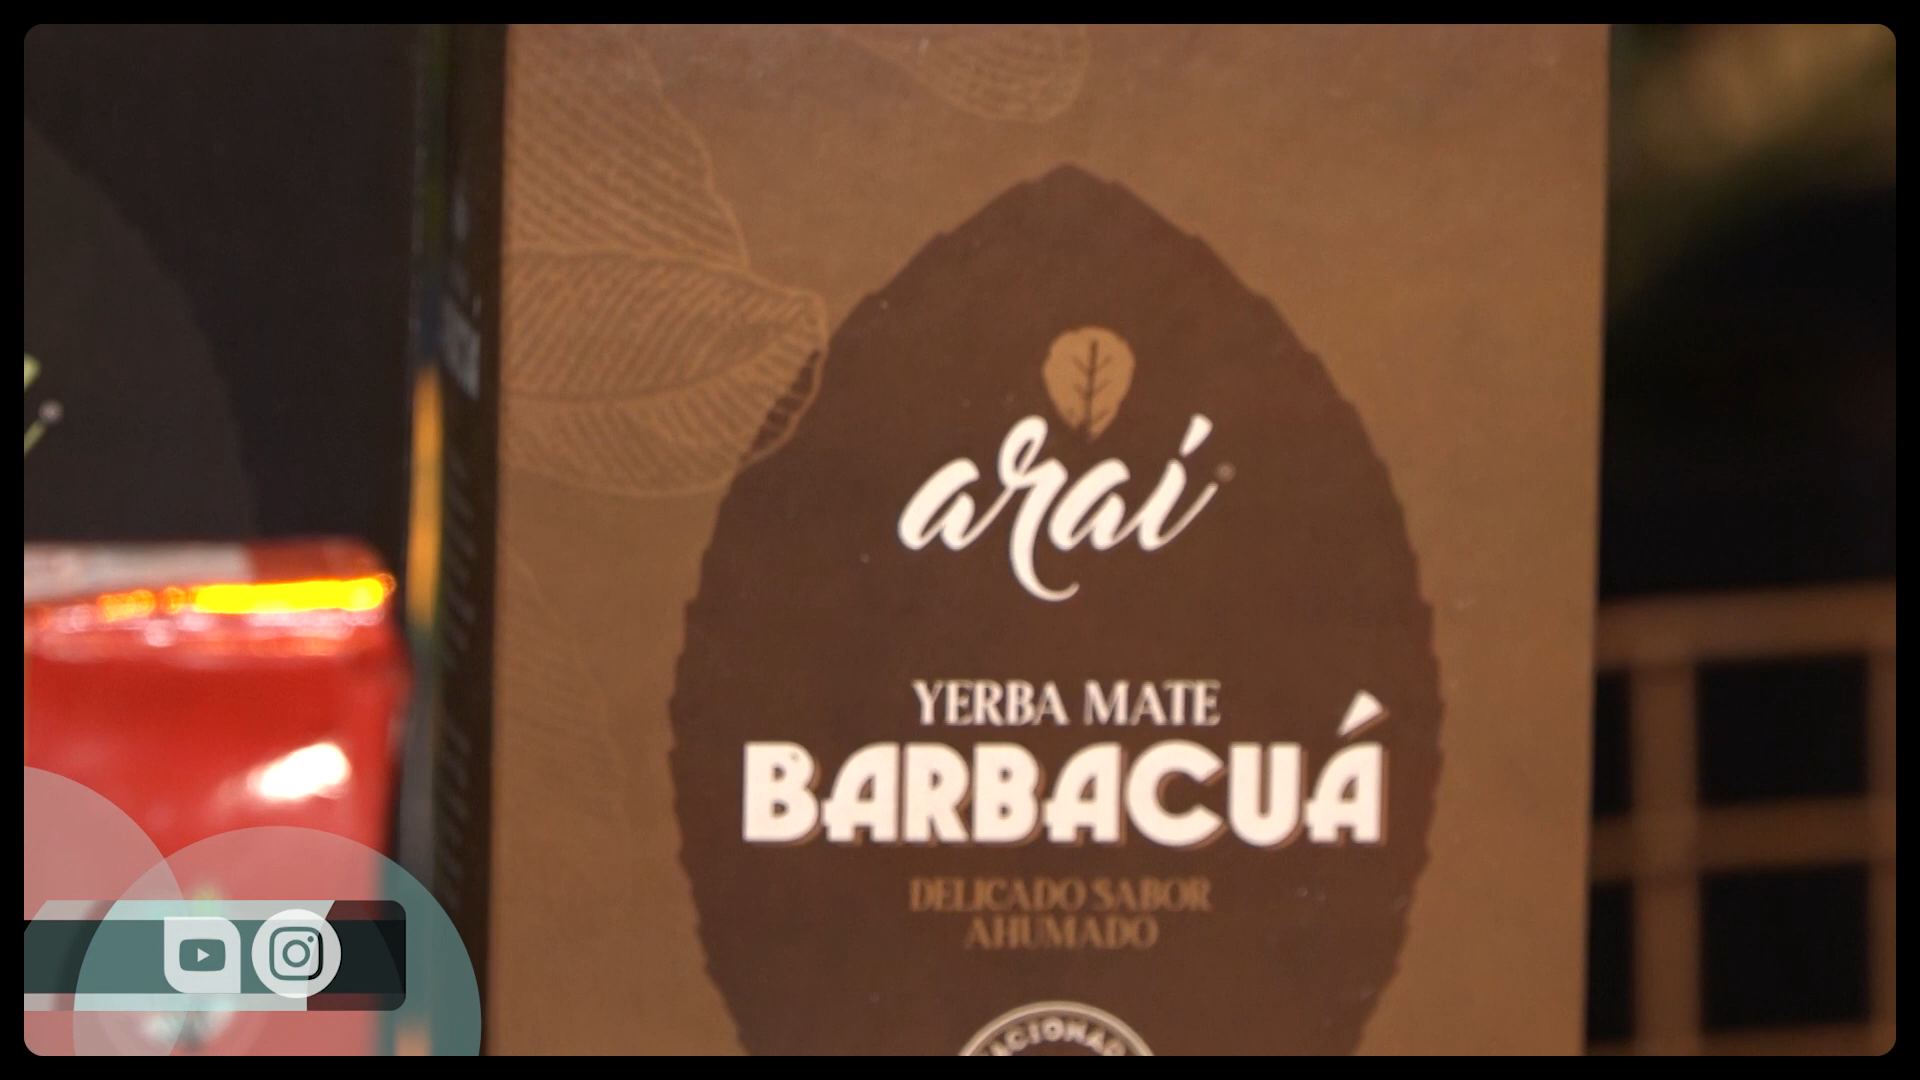 araí
YERBA MATE
BARBACUÁ
DELICADO SABOR
AHUMADO